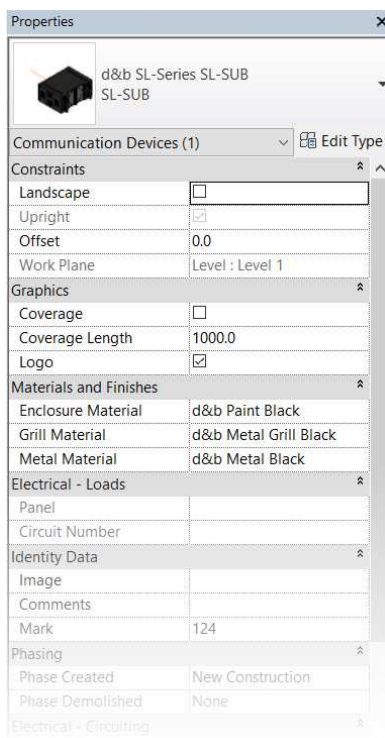 Properties
d&b SL-Series SL-SUB
SL-SUB
Communication Devices (1) Edit Type
Constraints
Landscape
Upright
Offset 0.0
Work Plane Level : Level 1
Graphics
Coverage
Coverage Length 1000.0
Logo
Materials and Finishes
Enclosure Material d&b Paint Black
Grill Material d&b Metal Grill Black
Metal Material d&b Metal Black
Electrical - Loads
Panel
Circuit Number
Identity Data
Image
Comments
Mark 124
Phasing
Phase Created New Construction
Phase Demolished None
Electrical - Circuiting